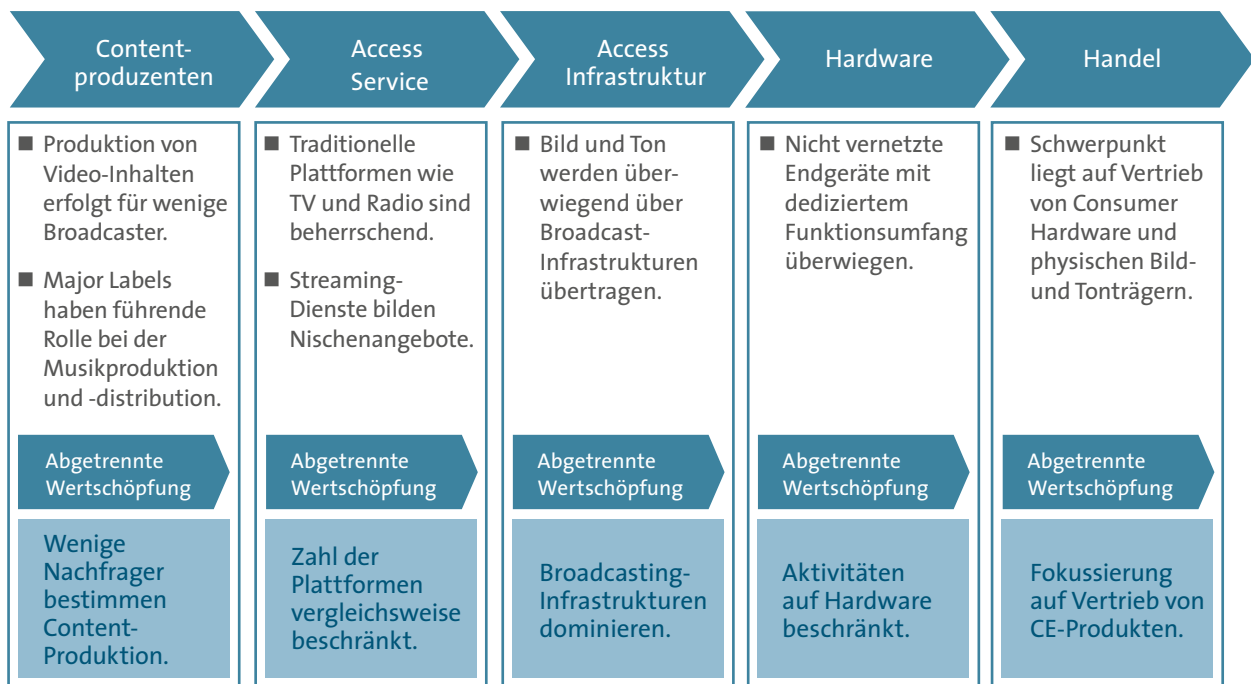 Content-
produzenten
Access
Service
Access
Infrastruktur
Hardware
Handel
■ Produktion von
Video-Inhalten
erfolgt für wenige
Broadcaster.
■ Major Labels
haben führende
Rolle bei der
Musikproduktion
und -distribution.
■ Traditionelle
Plattformen wie
TV und Radio sind
beherrschend.
■ Streaming-
Dienste bilden
Nischenangebote.
■ Bild und Ton
werden über-
wiegend über
Broadcast-
Infrastrukturen
übertragen.
■ Nicht vernetzte
Endgeräte mit
dediziertem
Funktionsumfang
überwiegen.
■ Schwerpunkt
liegt auf Vertrieb
von Consumer
Hardware und
physischen Bild-
und Tonträgern.
Abgetrennte
Wertschöpfung
Abgetrennte
Wertschöpfung
Abgetrennte
Wertschöpfung
Abgetrennte
Wertschöpfung
Abgetrennte
Wertschöpfung
Wenige
Nachfrager
bestimmen
Content-
Produktion.
Zahl der
Plattformen
vergleichsweise
beschränkt.
Broadcasting-
Infrastrukturen
dominieren.
Aktivitäten
auf Hardware
beschränkt.
Fokussierung
auf Vertrieb von
CE-Produkten.